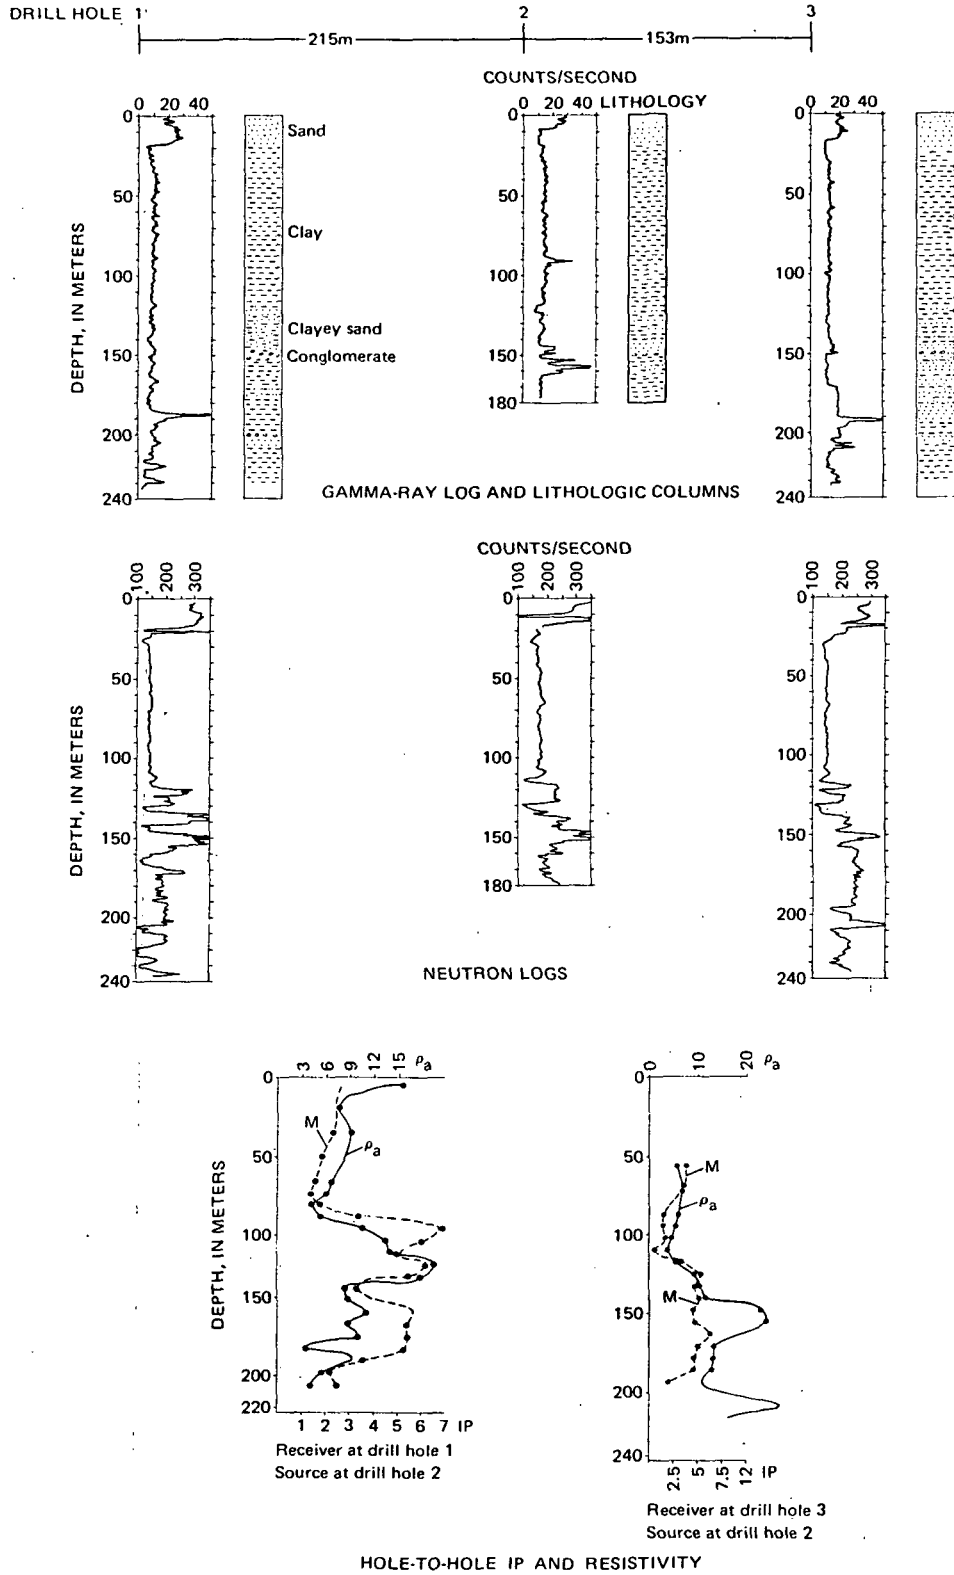 DRILL HOLE 1 2 3
215m 153m
COUNTS/SECOND
0 20 40 0 20 40 LITHOLOGY 0 20 40
DEPTH, IN METERS
0
50
100
150
200
240
Sand
Clay
Clayey sand
Conglomerate
0
50
100
150
180
0
50
100
150
200
240
GAMMA-RAY LOG AND LITHOLOGIC COLUMNS
COUNTS/SECOND
100 200 300 100 200 300 100 200 300
DEPTH, IN METERS
0
50
100
150
200
240
0
50
100
150
180
0
50
100
150
200
240
NEUTRON LOGS
3 6 9 12 15 ρa
DEPTH, IN METERS
0
50
100
150
200
220
M
ρa
1 2 3 4 5 6 7 IP
Receiver at drill hole 1
Source at drill hole 2
0 10 20 ρa
0
50
100
150
200
240
M
ρa
M
2.5 5 7.5 12 IP
Receiver at drill hole 3
Source at drill hole 2
HOLE-TO-HOLE IP AND RESISTIVITY